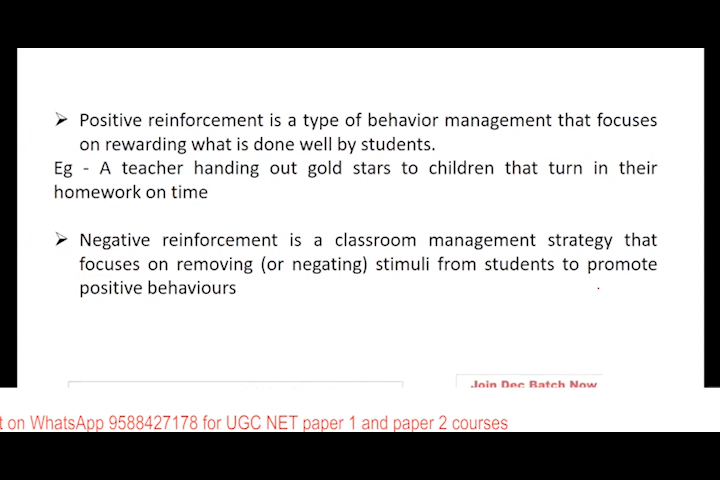 ➢ Positive reinforcement is a type of behavior management that focuses
on rewarding what is done well by students.
Eg - A teacher handing out gold stars to children that turn in their
homework on time
➢ Negative reinforcement is a classroom management strategy that
focuses on removing (or negating) stimuli from students to promote
positive behaviours
Join Dec Batch Now
on WhatsApp 9588427178 for UGC NET paper 1 and paper 2 courses